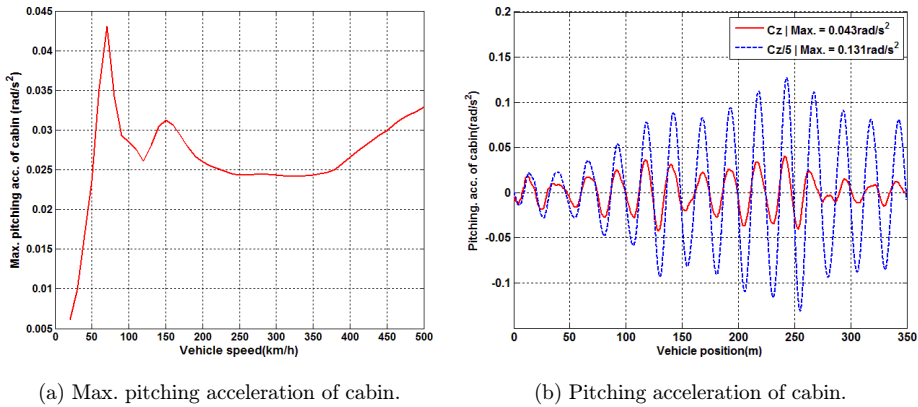 0.045
0.04
0.035
0.03
0.025
0.02
0.015
0.01
0.005
Max. pitching acc. of cabin (rad/s²)
0 50 100 150 200 250 300 350 400 450 500
Vehicle speed(km/h)
(a) Max. pitching acceleration of cabin.
0.2
0.15
0.1
0.05
0
-0.05
-0.1
Pitching. acc. of cabin(rad/s²)
Cz | Max. = 0.043rad/s²
Cz/5 | Max. = 0.131rad/s²
0 50 100 150 200 250 300 350
Vehicle position(m)
(b) Pitching acceleration of cabin.